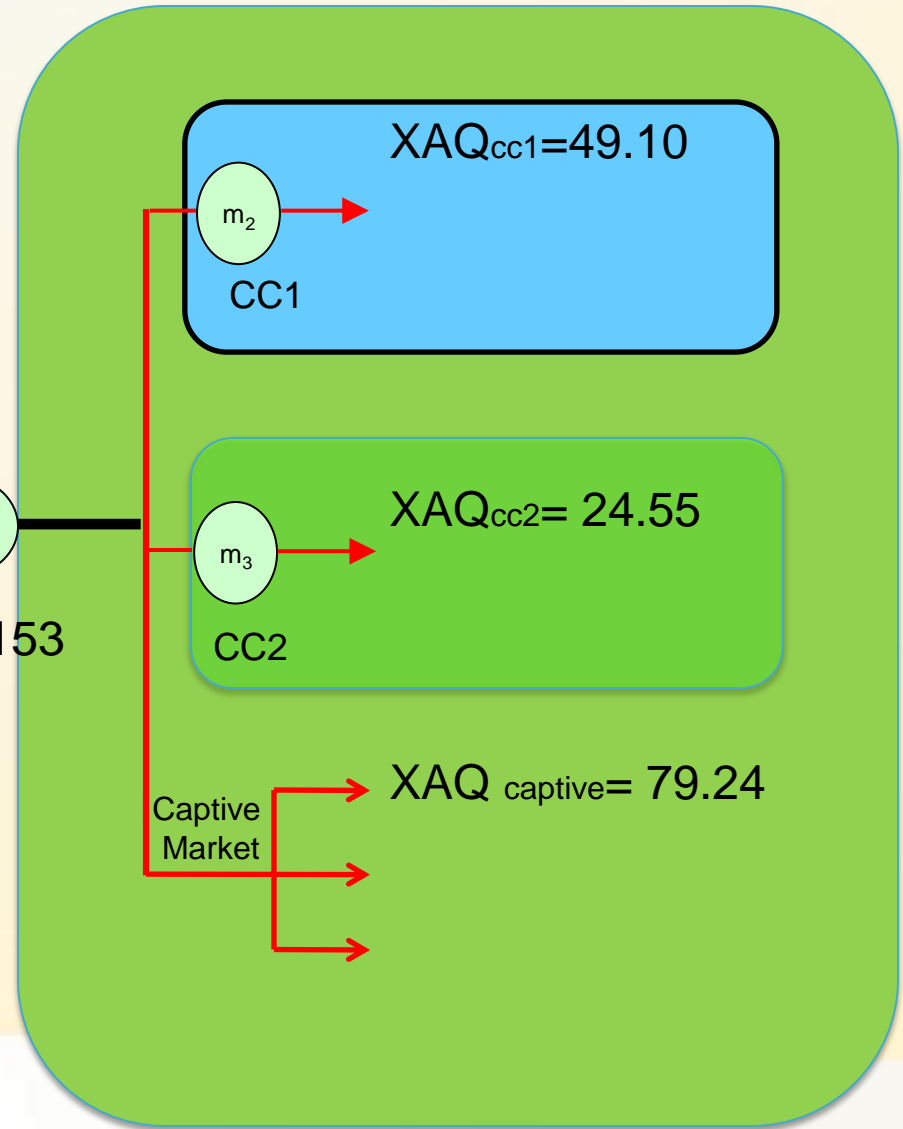 XAQcc1=49.10
m₂
CC1
XAQcc2= 24.55
m₃
153
CC2
XAQ captive= 79.24
Captive
Market